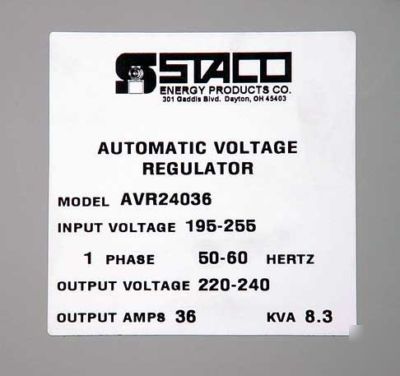 STACO
ENERGY PRODUCTS CO.
301 Gaddis Blvd. Dayton, OH 45403
AUTOMATIC VOLTAGE
REGULATOR
MODEL AVR24036
INPUT VOLTAGE 195-255
1 PHASE 50-60 HERTZ
OUTPUT VOLTAGE 220-240
OUTPUT AMPS 36 KVA 8.3